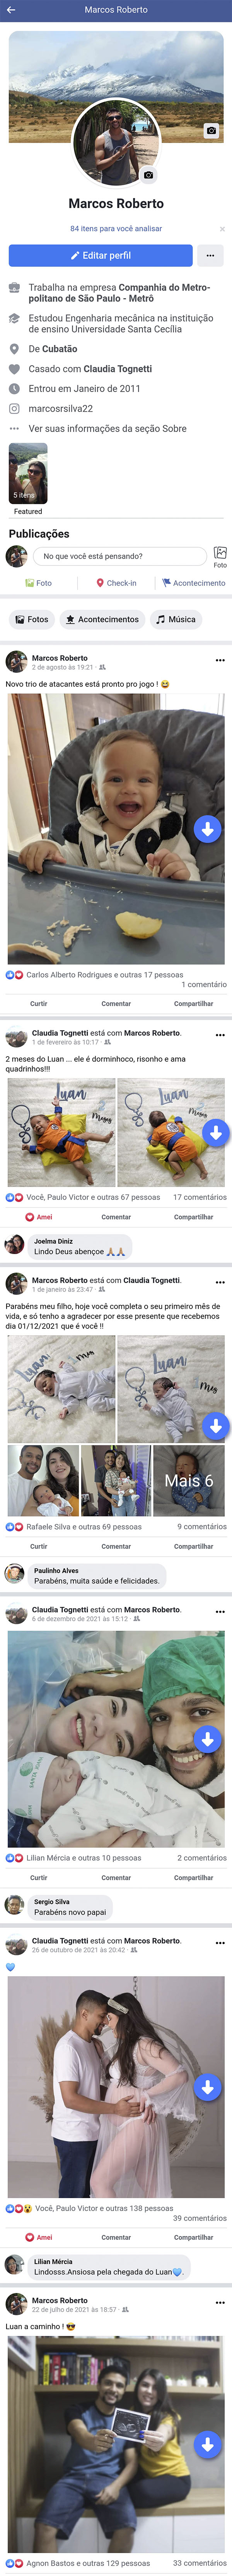 Marcos Roberto
Marcos Roberto
84 itens para você analisar
Editar perfil
Trabalha na empresa Companhia do Metro-
politano de São Paulo - Metrô
Estudou Engenharia mecânica na instituição
de ensino Universidade Santa Cecília
De Cubatão
Casado com Claudia Tognetti
Entrou em Janeiro de 2011
marcosrsilva22
Ver suas informações da seção Sobre
5 itens
Featured
Publicações
No que você está pensando?
Foto
Foto
Check-in
Acontecimento
Fotos
Acontecimentos
Música
Marcos Roberto
2 de agosto às 19:21 ·
Novo trio de atacantes está pronto pro jogo ! 😆
Carlos Alberto Rodrigues e outras 17 pessoas
1 comentário
Curtir Comentar Compartilhar
Claudia Tognetti está com Marcos Roberto.
1 de fevereiro às 10:17 ·
2 meses do Luan ... ele é dorminhoco, risonho e ama
quadrinhos!!!
Luan
Luan
Você, Paulo Victor e outras 67 pessoas 17 comentários
Amei Comentar Compartilhar
Joelma Diniz
Lindo Deus abençoe 🙏🙏
Marcos Roberto está com Claudia Tognetti.
1 de janeiro às 23:47 ·
Parabéns meu filho, hoje você completa o seu primeiro mês de
vida, e só tenho a agradecer por esse presente que recebemos
dia 01/12/2021 que é você !!
Luan
Luan
Mais 6
Rafaele Silva e outras 69 pessoas 9 comentários
Curtir Comentar Compartilhar
Paulinho Alves
Parabéns, muita saúde e felicidades.
Claudia Tognetti está com Marcos Roberto.
6 de dezembro de 2021 às 15:12 ·
Lilian Mércia e outras 10 pessoas 2 comentários
Curtir Comentar Compartilhar
Sergio Silva
Parabéns novo papai
Claudia Tognetti está com Marcos Roberto.
26 de outubro de 2021 às 20:42 ·
🩵
Você, Paulo Victor e outras 138 pessoas
39 comentários
Amei Comentar Compartilhar
Lilian Mércia
Lindosss.Ansiosa pela chegada do Luan🩵.
Marcos Roberto
22 de julho de 2021 às 18:57 ·
Luan a caminho ! 😎
Agnon Bastos e outras 129 pessoas 33 comentários